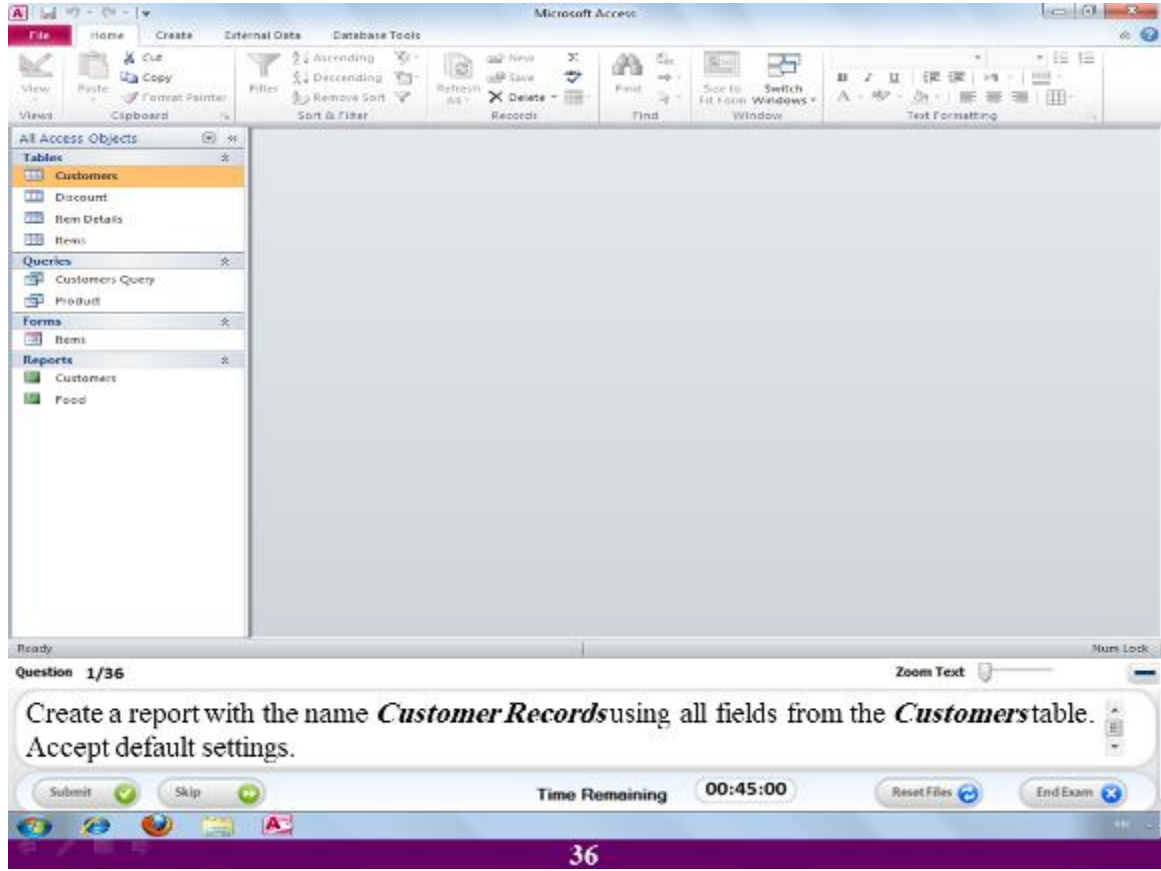 Microsoft Access
File Home Create External Data Database Tools
View Paste Cut Copy Format Painter
Filter Ascending Descending Remove Sort
Refresh All New Save Delete
Find Size to Fit Form Switch Windows
Views Clipboard Sort & Filter Records Find Window Text Formatting
All Access Objects
Tables
Customers
Discount
Item Details
Items
Queries
Customers Query
Product
Forms
Items
Reports
Customers
Food
Ready Num Lock
Question 1/36 Zoom Text
Create a report with the name Customer Records using all fields from the Customers table.
Accept default settings.
Submit Skip Time Remaining 00:45:00 Reset Files End Exam
36